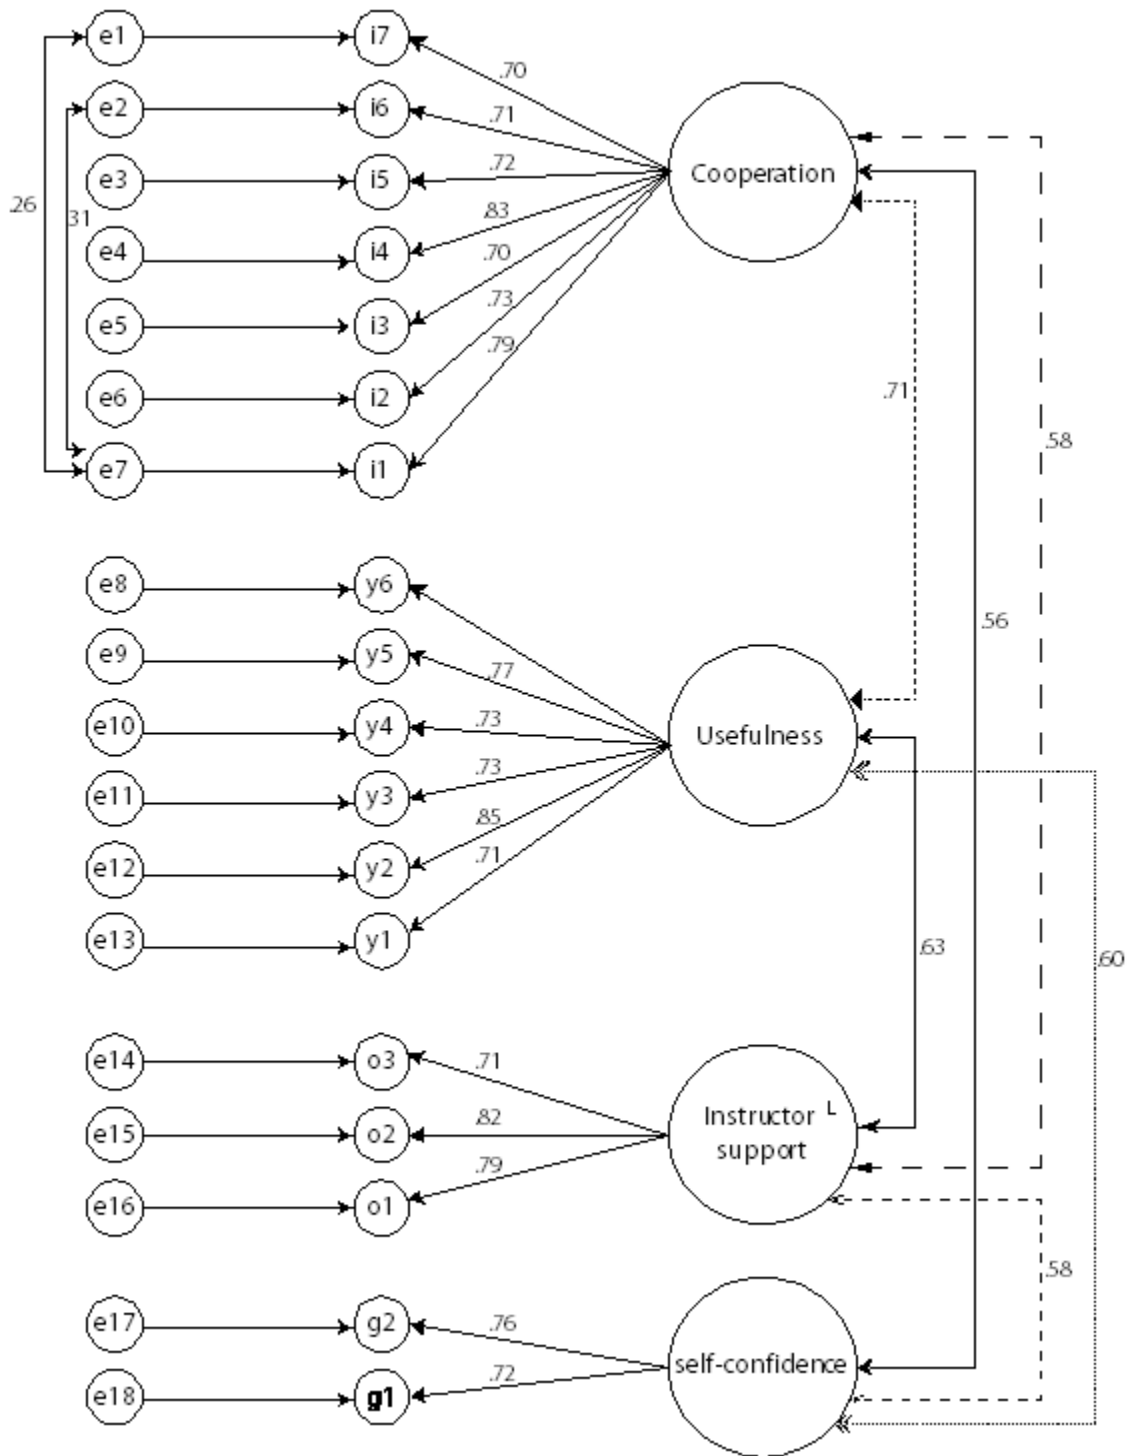 e1 i7
.70
e2 i6 .71
e3 i5 .72 Cooperation
.26 .31
e4 i4 .83
.70
e5 i3 .73
.79
e6 i2 .71
e7 i1 .58
e8 y6
.56
e9 y5 .77
e10 y4 .73 Usefulness
.73
e11 y3
.85
e12 y2 .71
e13 y1 .63 .60
e14 o3 .71
e15 o2 .82 Instructor L
support
.79
e16 o1
.58
e17 g2 .76
self-confidence
.72
e18 g1